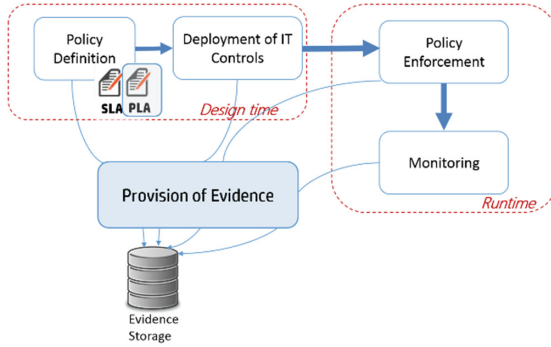 Policy
Definition
Deployment of IT
Controls
Policy
Enforcement
SLA
PLA
Design time
Monitoring
Provision of Evidence
Runtime
Evidence
Storage